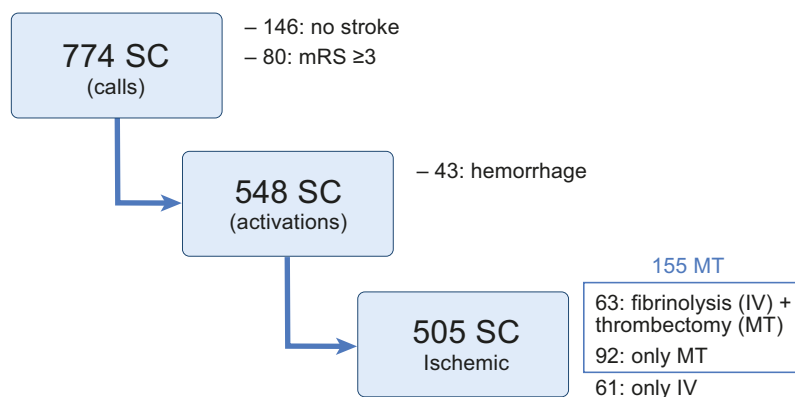 774 SC
(calls)
– 146: no stroke
– 80: mRS ≥3
548 SC
(activations)
– 43: hemorrhage
505 SC
Ischemic
155 MT
63: fibrinolysis (IV) +
thrombectomy (MT)
92: only MT
61: only IV